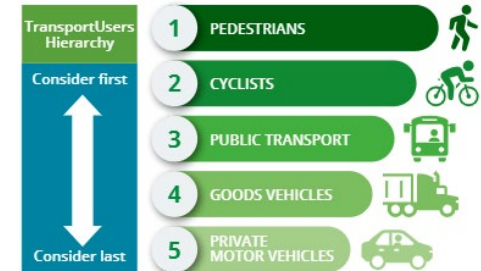 TransportUsers
Hierarchy
Consider first
Consider last
1 PEDESTRIANS
2 CYCLISTS
3 PUBLIC TRANSPORT
4 GOODS VEHICLES
5 PRIVATE
MOTOR VEHICLES